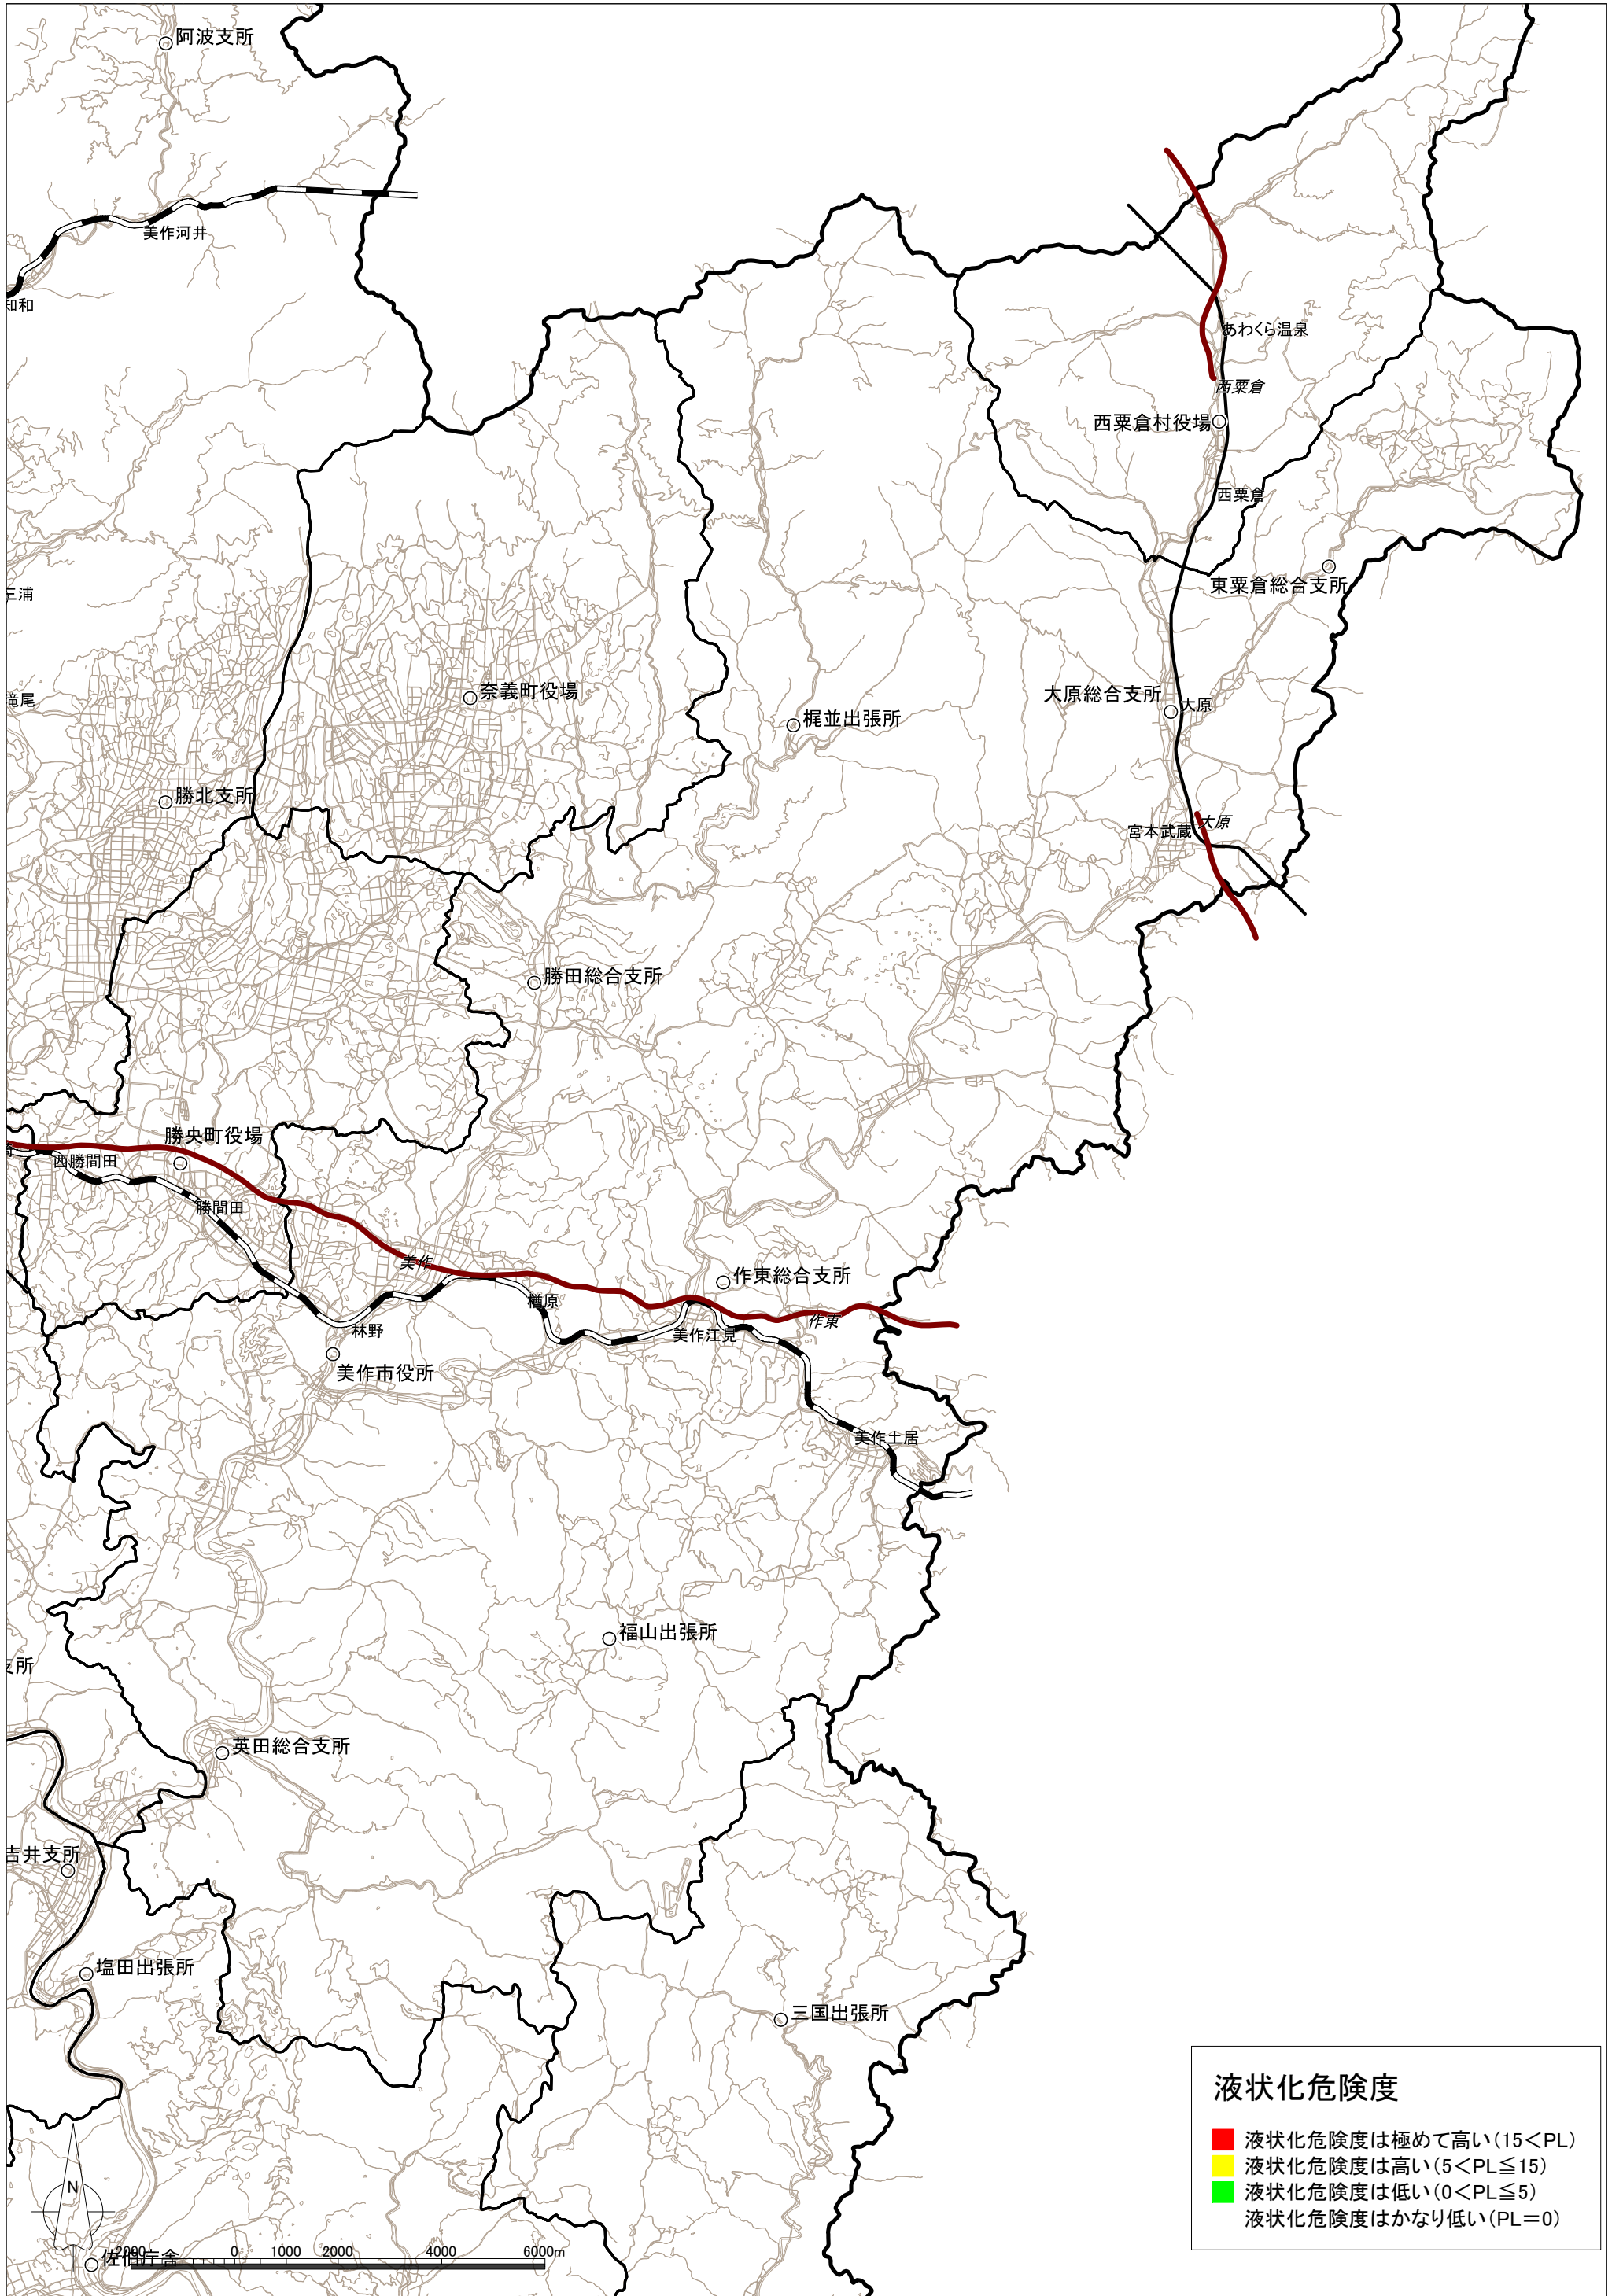 阿波支所
美作河井
知和
あわくら温泉
西粟倉
西粟倉村役場
西粟倉
東粟倉総合支所
三浦
奈義町役場
大原総合支所
大原
滝尾
梶並出張所
勝北支所
大原
宮本武蔵
勝田総合支所
勝央町役場
西勝間田
勝間田
美作
作東総合支所
楢原
作東
林野
美作江見
美作市役所
美作土居
福山出張所
支所
英田総合支所
吉井支所
塩田出張所
三国出張所
液状化危険度
液状化危険度は極めて高い(15<PL)
液状化危険度は高い(5<PL≦15)
液状化危険度は低い(0<PL≦5)
液状化危険度はかなり低い(PL=0)
N
佐伯庁舎
2000 0 1000 2000 4000 6000m